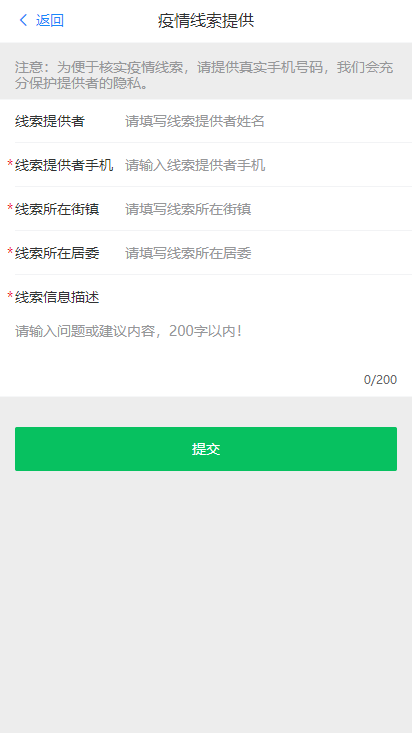 返回 疫情线索提供
注意：为便于核实疫情线索，请提供真实手机号码，我们会充
分保护提供者的隐私。
线索提供者 请填写线索提供者姓名
*线索提供者手机 请输入线索提供者手机
*线索所在街镇 请填写线索所在街镇
*线索所在居委 请填写线索所在居委
*线索信息描述
请输入问题或建议内容，200字以内！
0/200
提交